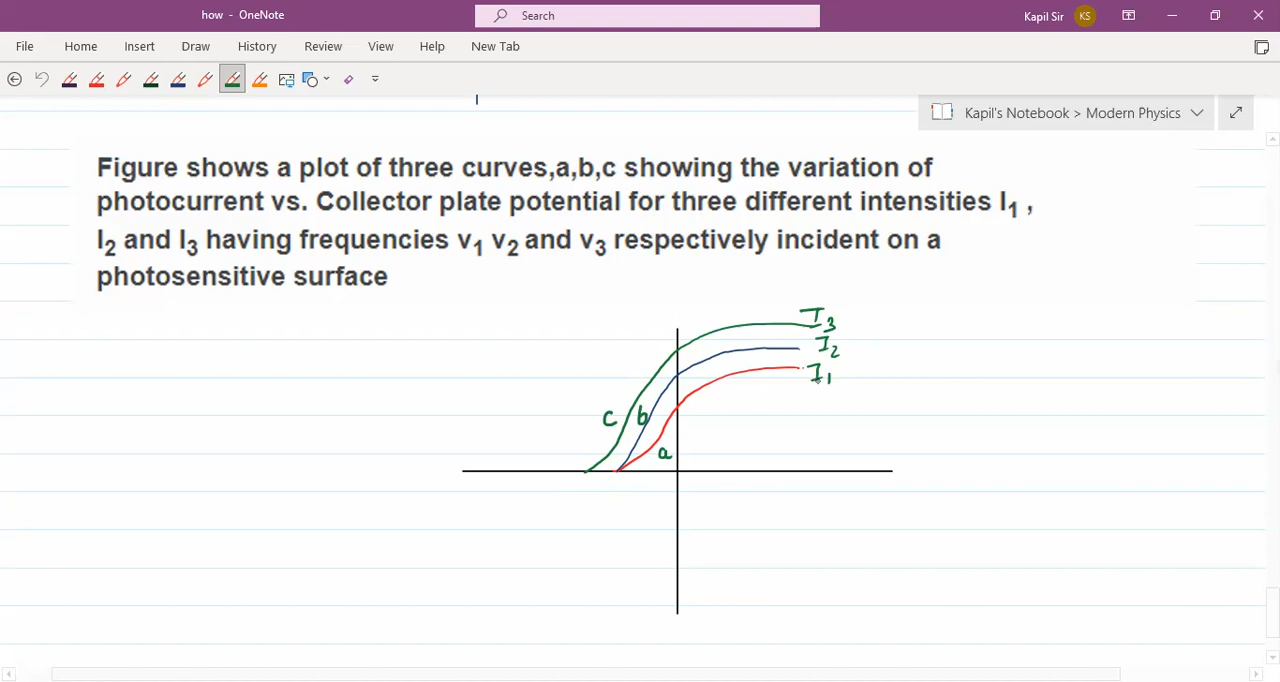 how - OneNote
Search
Kapil Sir KS
File Home Insert Draw History Review View Help New Tab
Kapil's Notebook > Modern Physics
Figure shows a plot of three curves,a,b,c showing the variation of
photocurrent vs. Collector plate potential for three different intensities I1 ,
I2 and I3 having frequencies v1 v2 and v3 respectively incident on a
photosensitive surface
I3
I2
I1
c b
a